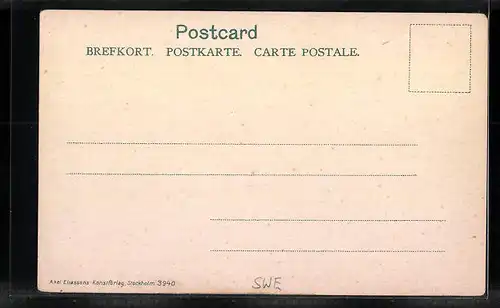 Postcard
BREFKORT. POSTKARTE. CARTE POSTALE.
Axel Eliassons Konstförlag, Stockholm 3940
SWE